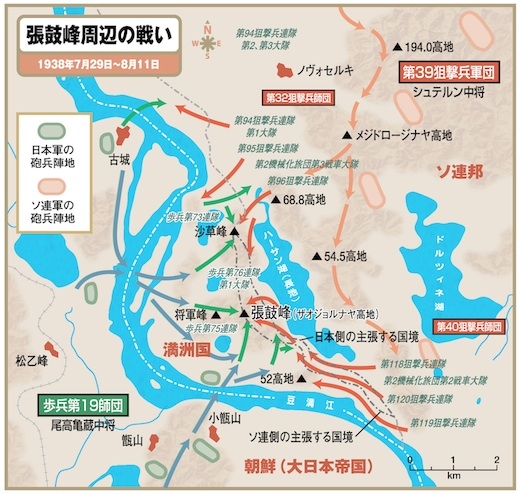 張鼓峰周辺の戦い
1938年7月29日〜8月11日
日本軍の
砲兵陣地
ソ連軍の
砲兵陣地
N
W
E
S
第94狙撃兵連隊
第2、第3大隊
ノヴォセルキ
194.0高地
第39狙撃兵軍団
シュテルン中将
第32狙撃兵師団
古城
第94狙撃兵連隊
第1大隊
第95狙撃兵連隊
第2機械化旅団第3戦車大隊
第96狙撃兵連隊
メジドロージナヤ高地
ソ連邦
68.8高地
歩兵第73連隊
沙草峰
ハーサン湖(長池)
54.5高地
ドルツィネ湖
歩兵第76連隊
第1大隊
将軍峰
張鼓峰(ザオジョルナヤ高地)
歩兵第75連隊
日本側の主張する国境
第40狙撃兵師団
満洲国
松乙峰
第118狙撃兵連隊
第2機械化旅団第2戦車大隊
52高地
第120狙撃兵連隊
歩兵第19師団
尾高亀蔵中将
豆満江
第119狙撃兵連隊
小甑山
甑山
ソ連側の主張する国境
朝鮮(大日本帝国)
0
1
2
km